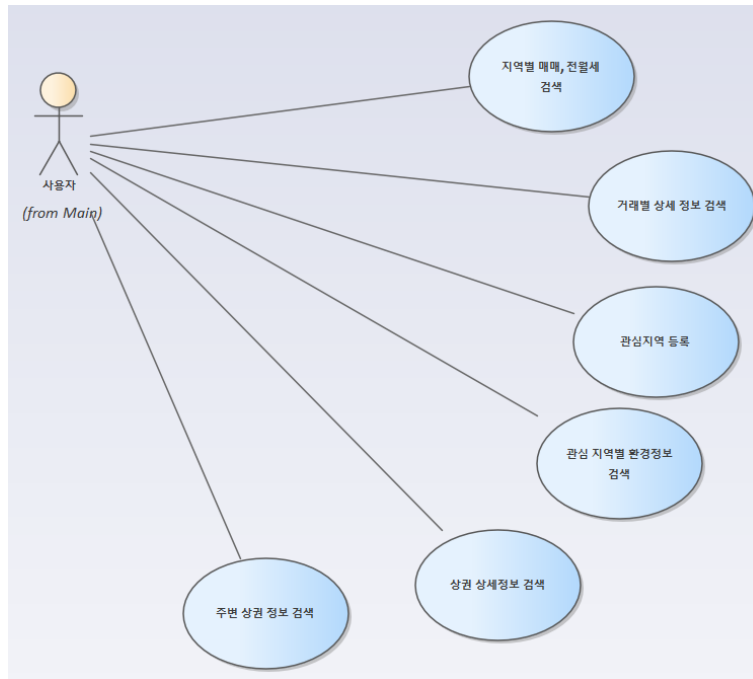 지역별 매매,전월세
검색
거래별 상세 정보 검색
사용자
(from Main)
관심지역 등록
관심 지역별 환경정보
검색
상권 상세정보 검색
주변 상권 정보 검색